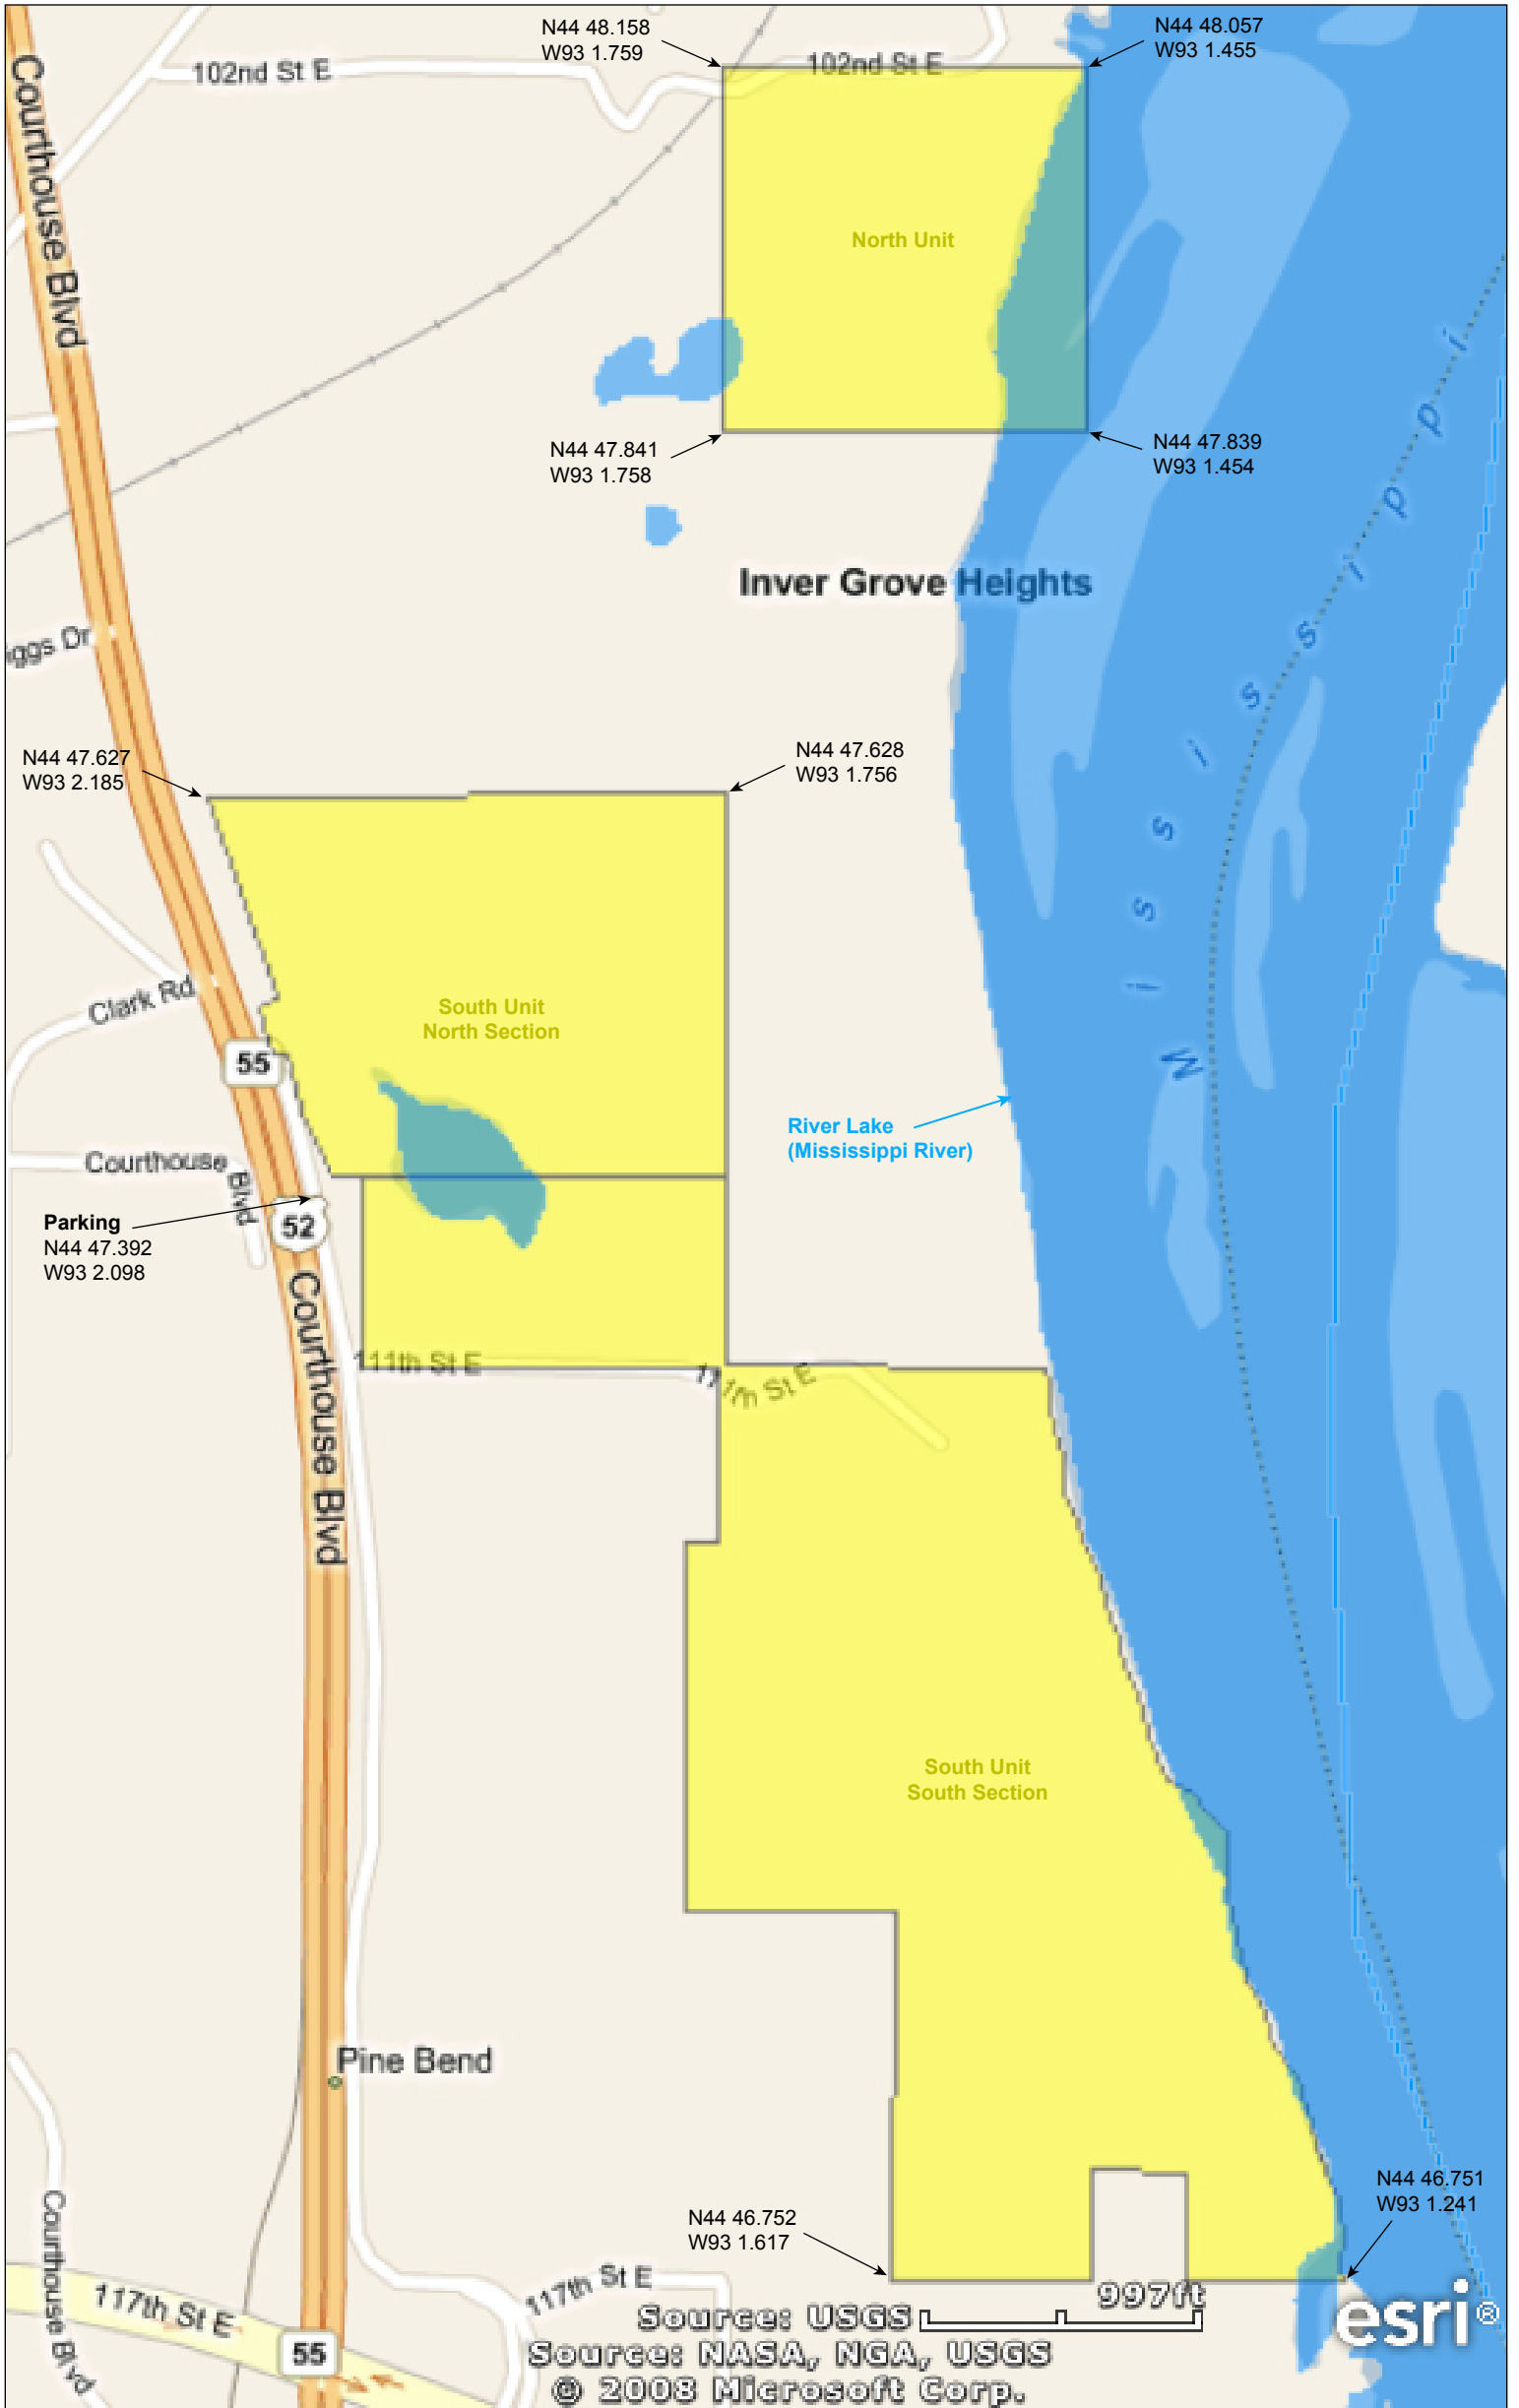 N44 48.158
W93 1.759
N44 48.057
W93 1.455
102nd St E
102nd St E
Courthouse Blvd
North Unit
N44 47.841
W93 1.758
N44 47.839
W93 1.454
Inver Grove Heights
iggs Dr
Mississippi
N44 47.627
W93 2.185
N44 47.628
W93 1.756
Clark Rd
South Unit
North Section
55
River Lake
(Mississippi River)
Courthouse Blvd
Parking
N44 47.392
W93 2.098
52
Courthouse Blvd
111th St E
111th St E
South Unit
South Section
Pine Bend
N44 46.751
W93 1.241
N44 46.752
W93 1.617
Courthouse Blvd
117th St E
117th St E
55
997ft
Source: USGS
Source: NASA, NGA, USGS
© 2008 Microsoft Corp.
esri®